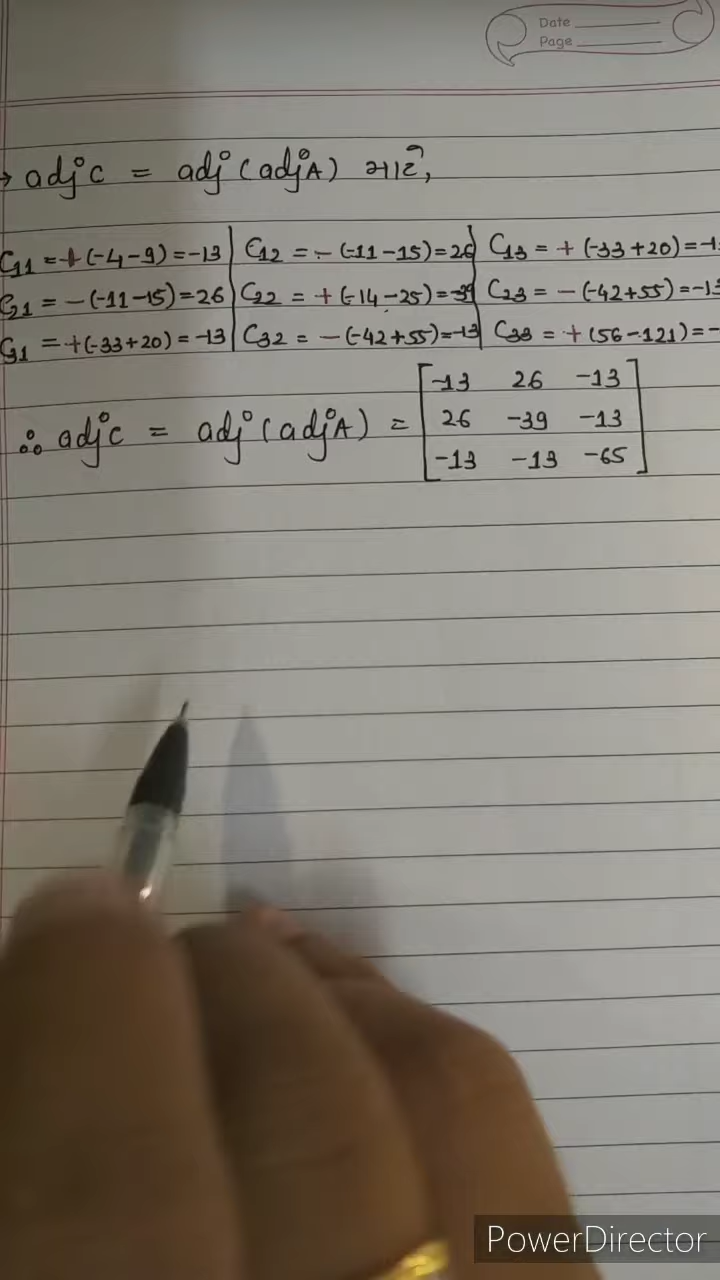 Date
Page
→ adj C = adj (adj A) માટે,
C11 = +(-4-9) = -13 | C12 = -(-11-15) = 26 | C13 = +(-33+20) = -1
C21 = -(-11-15) = 26 | C22 = +(-14-25) = -39 | C23 = -(-42+55) = -13
C31 = +(-33+20) = -13 | C32 = -(-42+55) = -13 | C33 = +(56-121) = -
∴ adj C = adj (adj A) = [-13 26 -13
26 -39 -13
-13 -13 -65]
PowerDirector